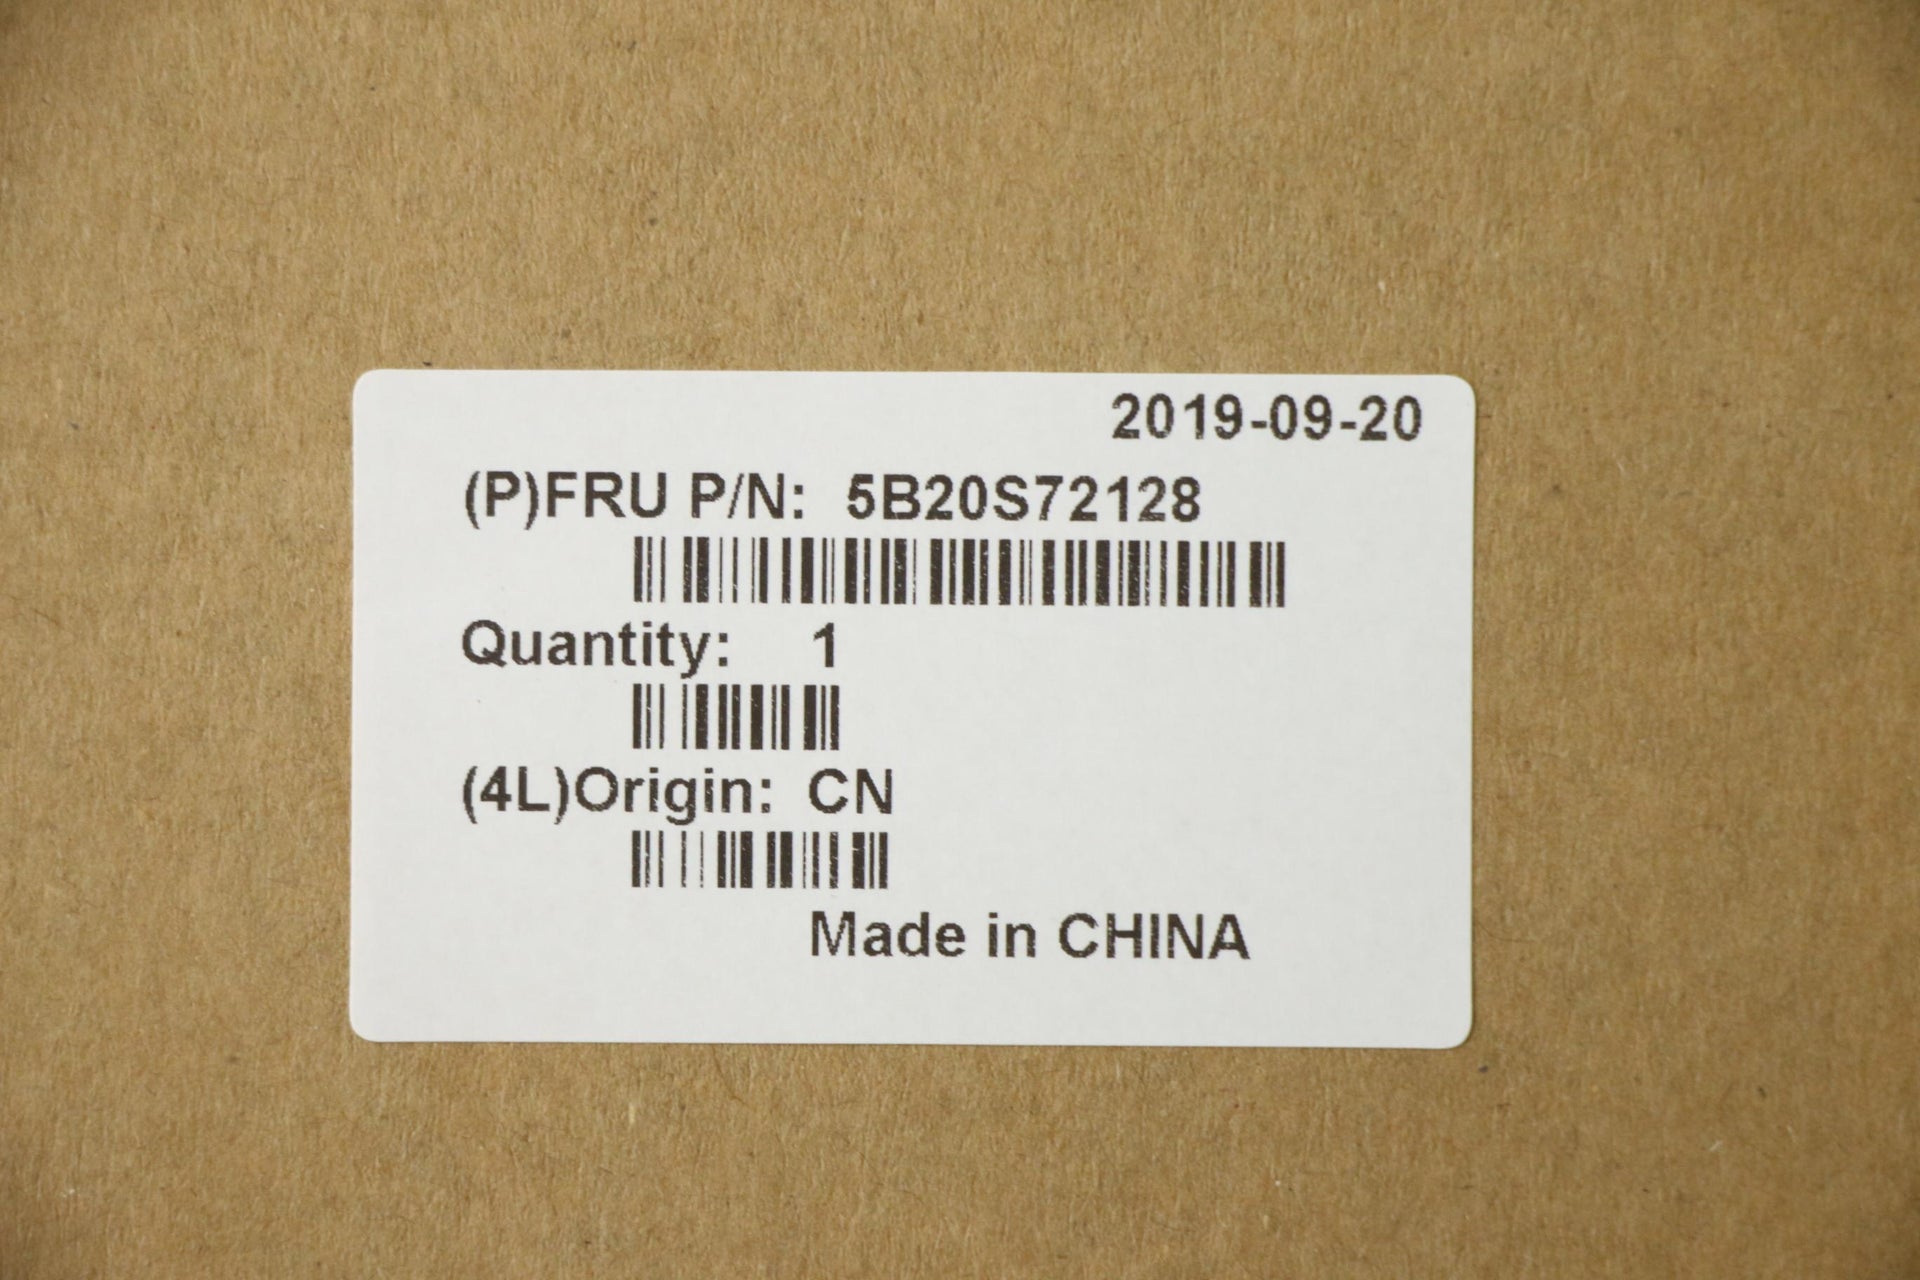 2019-09-20
(P)FRU P/N: 5B20S72128
Quantity: 1
(4L)Origin: CN
Made in CHINA